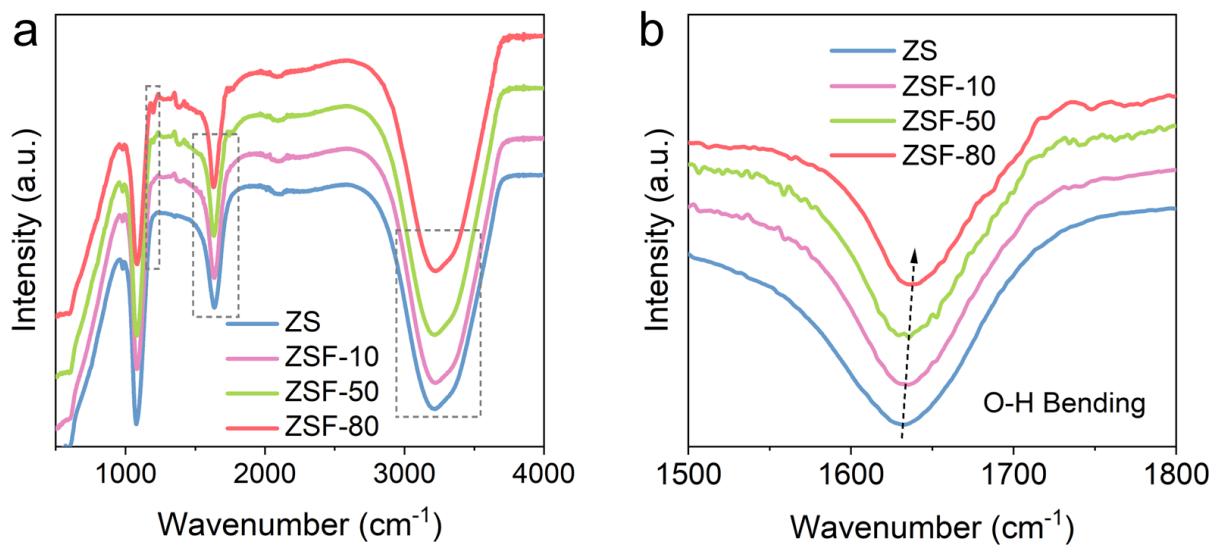 a
Intensity (a.u.)
ZS
ZSF-10
ZSF-50
ZSF-80
1000 2000 3000 4000
Wavenumber (cm⁻¹)
b
Intensity (a.u.)
ZS
ZSF-10
ZSF-50
ZSF-80
O-H Bending
1500 1600 1700 1800
Wavenumber (cm⁻¹)